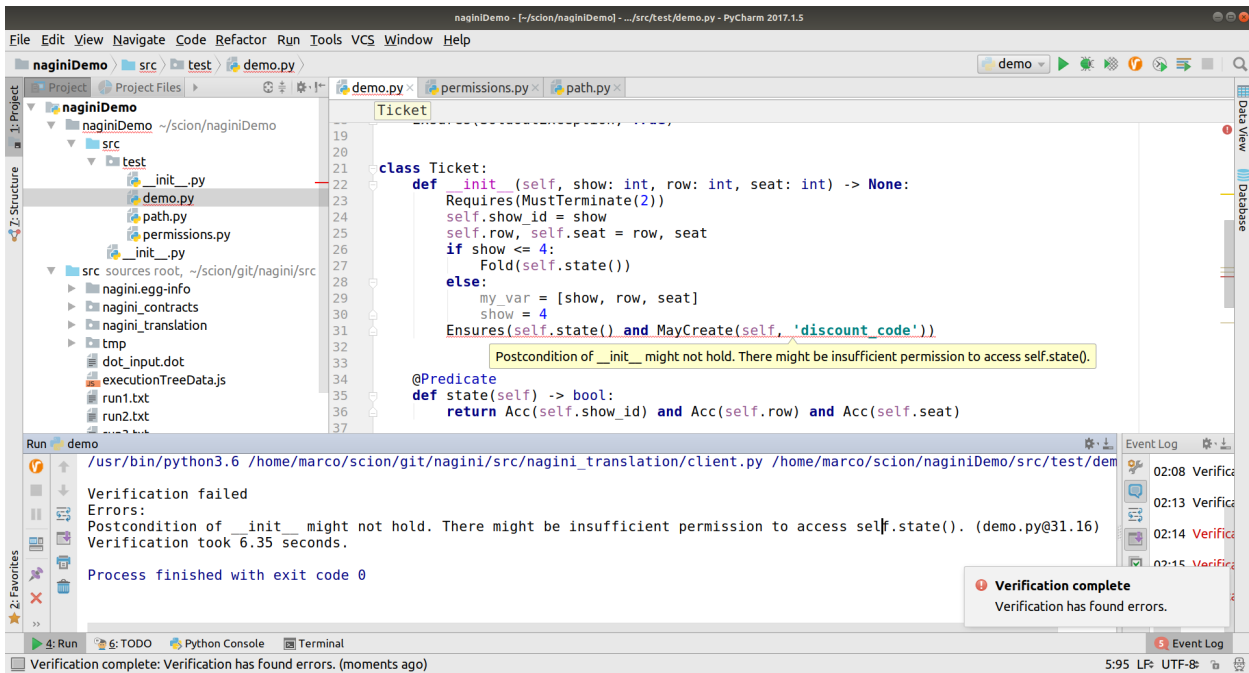 naginiDemo - [~/scion/naginiDemo] - .../src/test/demo.py - PyCharm 2017.1.5
File Edit View Navigate Code Refactor Run Tools VCS Window Help
naginiDemo src test demo.py demo
1: Project
7: Structure
2: Favorites
Project Project Files
naginiDemo
naginiDemo ~/scion/naginiDemo
src
test
__init__.py
demo.py
path.py
permissions.py
__init__.py
src sources root, ~/scion/git/nagini/src
nagini.egg-info
nagini_contracts
nagini_translation
tmp
dot_input.dot
executionTreeData.js
run1.txt
run2.txt
demo.py permissions.py path.py
Ticket
19
20
21 class Ticket:
22 def __init__(self, show: int, row: int, seat: int) -> None:
23 Requires(MustTerminate(2))
24 self.show_id = show
25 self.row, self.seat = row, seat
26 if show <= 4:
27 Fold(self.state())
28 else:
29 my_var = [show, row, seat]
30 show = 4
31 Ensures(self.state() and MayCreate(self, 'discount_code'))
32
Postcondition of __init__ might not hold. There might be insufficient permission to access self.state().
33
34 @Predicate
35 def state(self) -> bool:
36 return Acc(self.show_id) and Acc(self.row) and Acc(self.seat)
37
Data View
Database
Run demo
/usr/bin/python3.6 /home/marco/scion/git/nagini/src/nagini_translation/client.py /home/marco/scion/naginiDemo/src/test/dem
Verification failed
Errors:
Postcondition of __init__ might not hold. There might be insufficient permission to access self.state(). (demo.py@31.16)
Verification took 6.35 seconds.
Process finished with exit code 0
Event Log
02:08 Verifica
02:13 Verifica
02:14 Verifica
02:15 Verifica
Verification complete
Verification has found errors.
4: Run 6: TODO Python Console Terminal 5 Event Log
Verification complete: Verification has found errors. (moments ago) 5:95 LF UTF-8